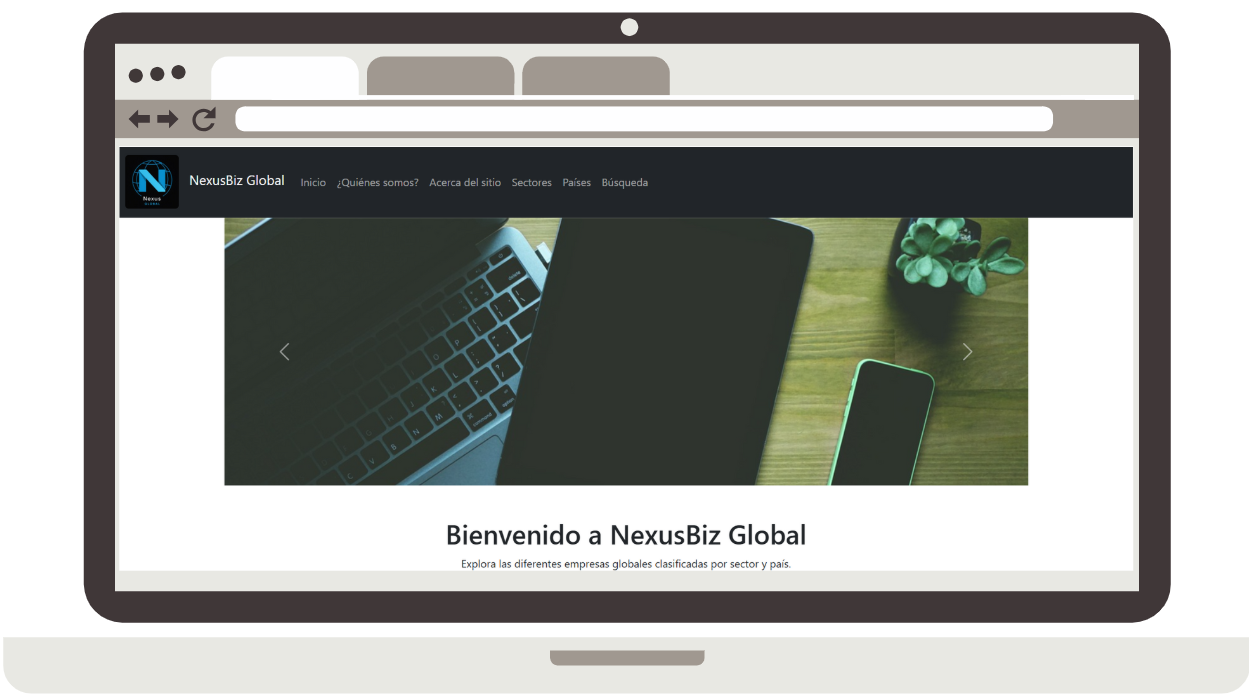 Nexus
GLOBAL
NexusBiz Global
Inicio ¿Quiénes somos? Acerca del sitio Sectores Países Búsqueda
Bienvenido a NexusBiz Global
Explora las diferentes empresas globales clasificadas por sector y país.